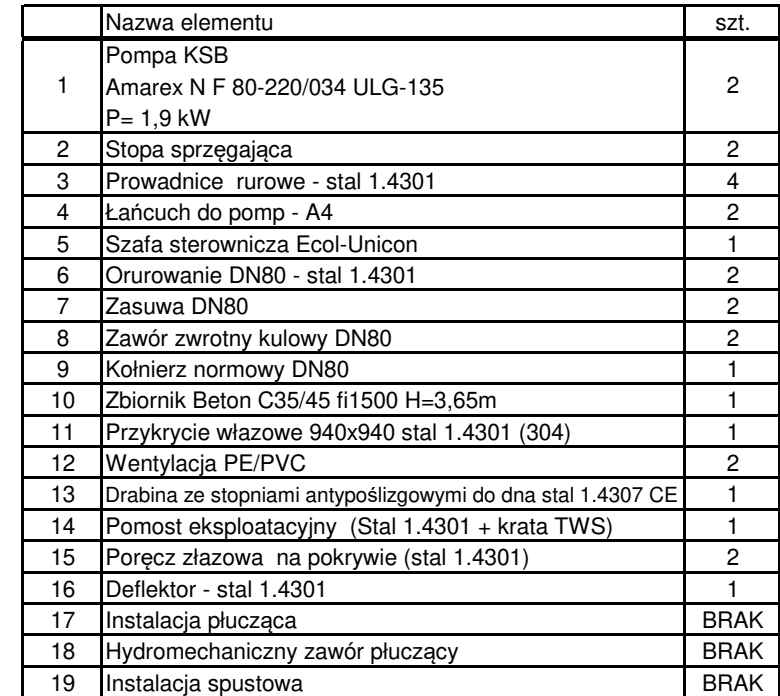 Nazwa elementu szt.
Pompa KSB
1 Amarex N F 80-220/034 ULG-135 2
P= 1,9 kW
2 Stopa sprzęgająca 2
3 Prowadnice rurowe - stal 1.4301 4
4 Łańcuch do pomp - A4 2
5 Szafa sterownicza Ecol-Unicon 1
6 Orurowanie DN80 - stal 1.4301 2
7 Zasuwa DN80 2
8 Zawór zwrotny kulowy DN80 2
9 Kołnierz normowy DN80 1
10 Zbiornik Beton C35/45 fi1500 H=3,65m 1
11 Przykrycie włazowe 940x940 stal 1.4301 (304) 1
12 Wentylacja PE/PVC 2
13 Drabina ze stopniami antypoślizgowymi do dna stal 1.4307 CE 1
14 Pomost eksploatacyjny (Stal 1.4301 + krata TWS) 1
15 Poręcz złazowa na pokrywie (stal 1.4301) 2
16 Deflektor - stal 1.4301 1
17 Instalacja płucząca BRAK
18 Hydromechaniczny zawór płuczący BRAK
19 Instalacja spustowa BRAK